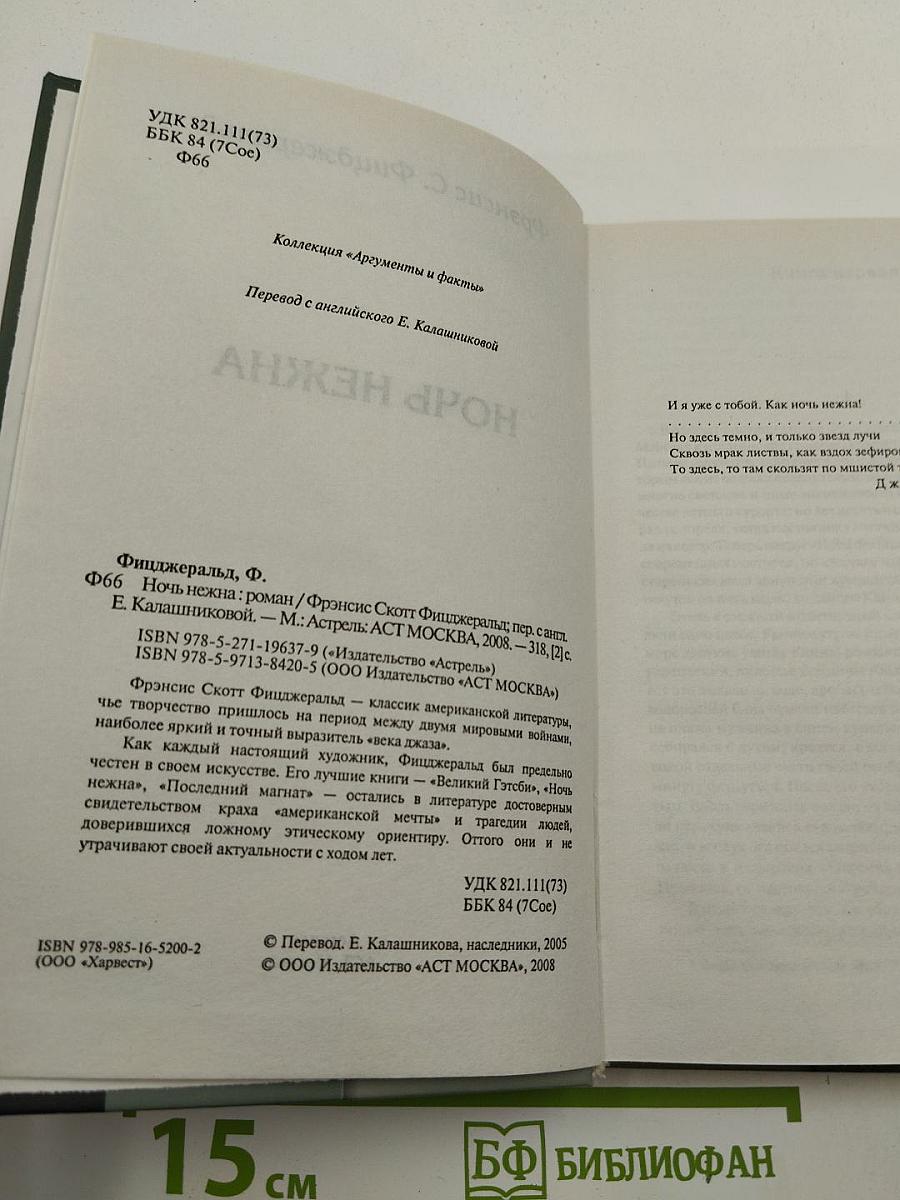 УДК 821.111(73)
ББК 84 (7Сое)
Ф66
Коллекция «Аргументы и факты»
Перевод с английского Е. Калашниковой
НОЧЬ НЕЖНА
Фицджеральд, Ф.
Ф66 Ночь нежна : роман / Фрэнсис Скотт Фицджеральд; пер. с англ.
Е. Калашниковой. — М.: Астрель: АСТ МОСКВА, 2008. — 318, [2] с.
ISBN 978-5-271-19637-9 («Издательство «Астрель»)
ISBN 978-5-9713-8420-5 (ООО Издательство «АСТ МОСКВА»)
Фрэнсис Скотт Фицджеральд — классик американской литературы,
чье творчество пришлось на период между двумя мировыми войнами,
наиболее яркий и точный выразитель «века джаза».
Как каждый настоящий художник, Фицджеральд был предельно
честен в своем искусстве. Его лучшие книги — «Великий Гэтсби», «Ночь
нежна», «Последний магнат» — остались в литературе достоверным
свидетельством краха «американской мечты» и трагедии людей,
доверившихся ложному этическому ориентиру. Оттого они и не
утрачивают своей актуальности с ходом лет.
УДК 821.111(73)
ББК 84 (7Сое)
ISBN 978-985-16-5200-2
(ООО «Харвест»)
© Перевод. Е. Калашникова, наследники, 2005
© ООО Издательство «АСТ МОСКВА», 2008
И я уже с тобой. Как ночь нежна!
. . . . . . . . . . . . . . . . . . . . . . . .
Но здесь темно, и только звезд лучи
Сквозь мрак листвы, как вздох зефиров
То здесь, то там скользят по мшистой т
Дж
15 см
БФ БИБЛИОФАН